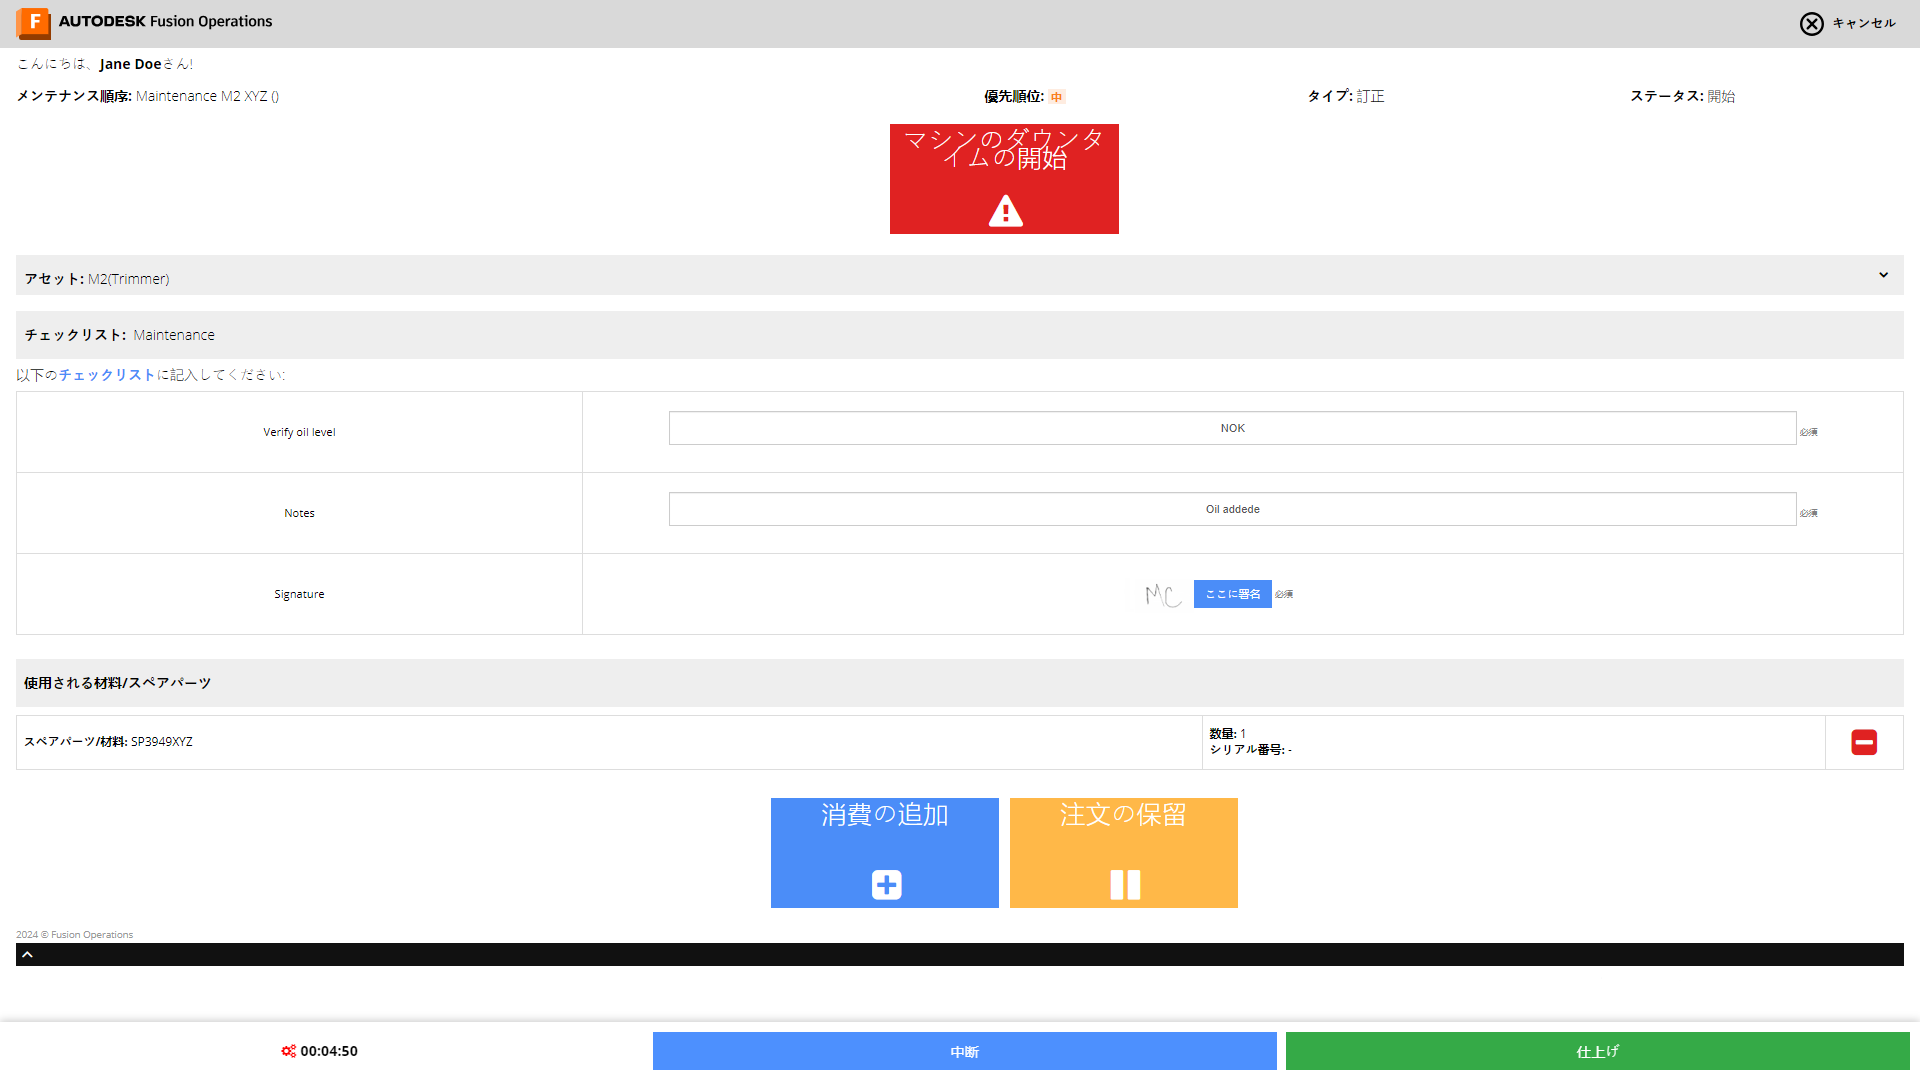 AUTODESK Fusion Operations
キャンセル
こんにちは、Jane Doeさん!
メンテナンス順序: Maintenance M2 XYZ ()
優先順位: 中
タイプ: 訂正
ステータス: 開始
マシンのダウンタ
イムの開始
アセット: M2(Trimmer)
チェックリスト: Maintenance
以下のチェックリストに記入してください:
Verify oil level
NOK
必須
Notes
Oil addede
必須
Signature
MC
ここに署名
必須
使用される材料/スペアパーツ
スペアパーツ/材料: SP3949XYZ
数量: 1
シリアル番号: -
消費の追加
注文の保留
2024 © Fusion Operations
00:04:50
中断
仕上げ